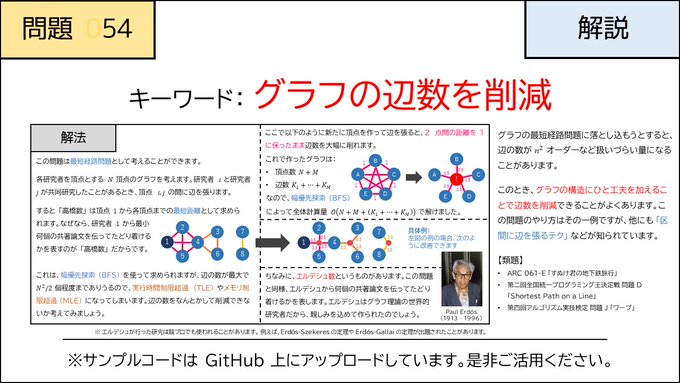 問題 054
解説
キーワード: グラフの辺数を削減
解法
この問題は最短経路問題として考えることができます。
各研究者を頂点とする N 頂点のグラフを考えます。研究者 i と研究者
j が共同研究したことがあるとき、頂点 i, j の間に辺を張ります。
すると「高橋数」は頂点 1 から各頂点までの最短距離として求めら
れます。なぜなら、研究者 1 から最小
何個の共著論文を伝ってたどり着ける
かを表すのが「高橋数」だからです。
1 2 3 7
4 5 6 8
これは、幅優先探索（BFS）を使って求められますが、辺の数が最大で
N²/2 個程度までありうるので、実行時間制限超過（TLE）やメモリ制
限超過（MLE）になってしまいます。辺の数をなんとかして削減できな
いか考えてみましょう。
ここで以下のように新たに頂点を作って辺を張ると、2 点間の距離を 1
に保ったまま辺数を大幅に削れます。
これで作ったグラフは：
• 頂点数 N + M
• 辺数 K₁ + ⋯ + K_M
なので、幅優先探索（BFS）
によって全体計算量 O(N + M + (K₁ + ⋯ + K_M)) で解けました。
A B C D E
A B C D E
1 2 3 7
4 5 6 8
具体例：
左図の例の場合、次のよ
うに改善できます
ちなみに、エルデシュ数というものがあります。この問題
と同様、エルデシュから何個の共著論文を伝ってたどり
着けるかを表します。エルデシュはグラフ理論の世界的
研究者だから、親しみを込めて作られたのでしょう。
Paul Erdős
(1913 - 1996)
グラフの最短経路問題に落とし込もうとすると、
辺の数が n² オーダーなど扱いづらい量になる
ことがあります。
このとき、グラフの構造にひと工夫を加えるこ
とで辺数を削減できることがよくあります。こ
の問題のやり方はその一例ですが、他にも「区
間に辺を張るテク」などが知られています。
【類題】
• ARC 061-E「すぬけ君の地下鉄旅行」
• 第二回全国統一プログラミング王決定戦 問題 D
「Shortest Path on a Line」
• 第四回アルゴリズム実技検定 問題 J「ワープ」
※ エルデシュが行った研究は競プロでも使われることがあります。例えば、Erdős-Szekeres の定理や Erdős-Gallai の定理が出題されたことがあります。
※サンプルコードは GitHub 上にアップロードしています。是非ご活用ください。